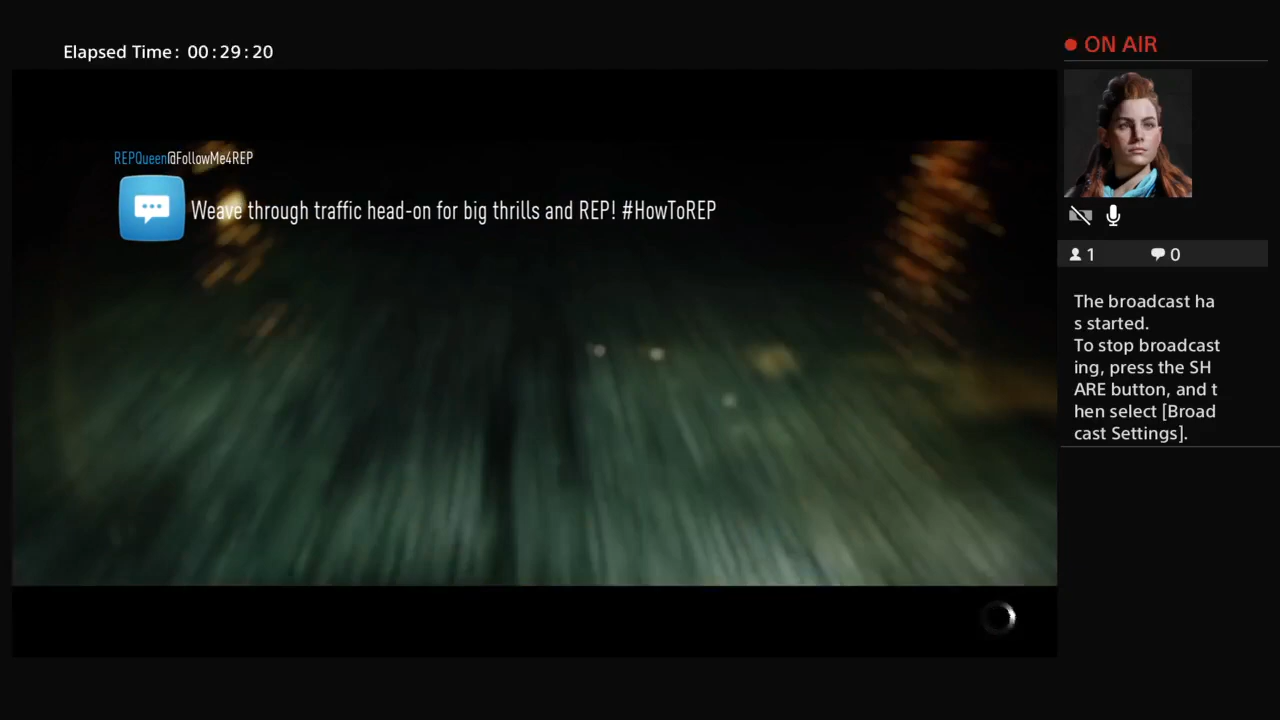 Elapsed Time: 00:29:20
ON AIR
REPQueen@FollowMe4REP
Weave through traffic head-on for big thrills and REP! #HowToREP
1 0
The broadcast ha
s started.
To stop broadcast
ing, press the SH
ARE button, and t
hen select [Broad
cast Settings].